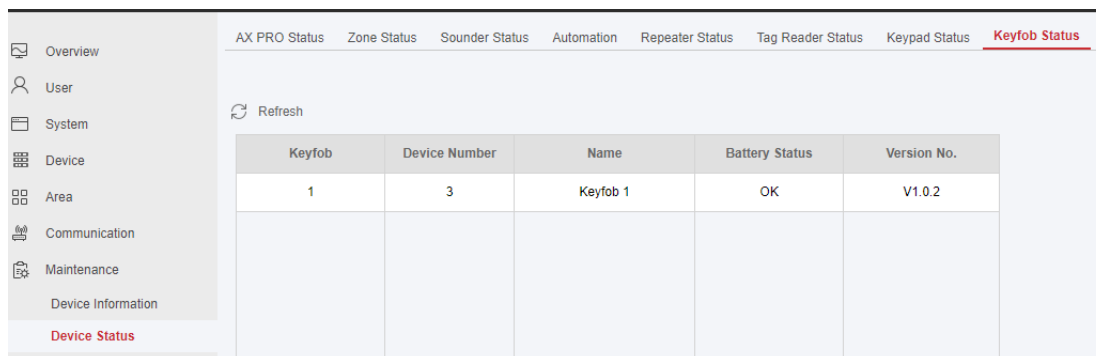 AX PRO Status Zone Status Sounder Status Automation Repeater Status Tag Reader Status Keypad Status Keyfob Status
Overview
User
System
Device
Area
Communication
Maintenance
Device Information
Device Status
Refresh
Keyfob Device Number Name Battery Status Version No.
1 3 Keyfob 1 OK V1.0.2